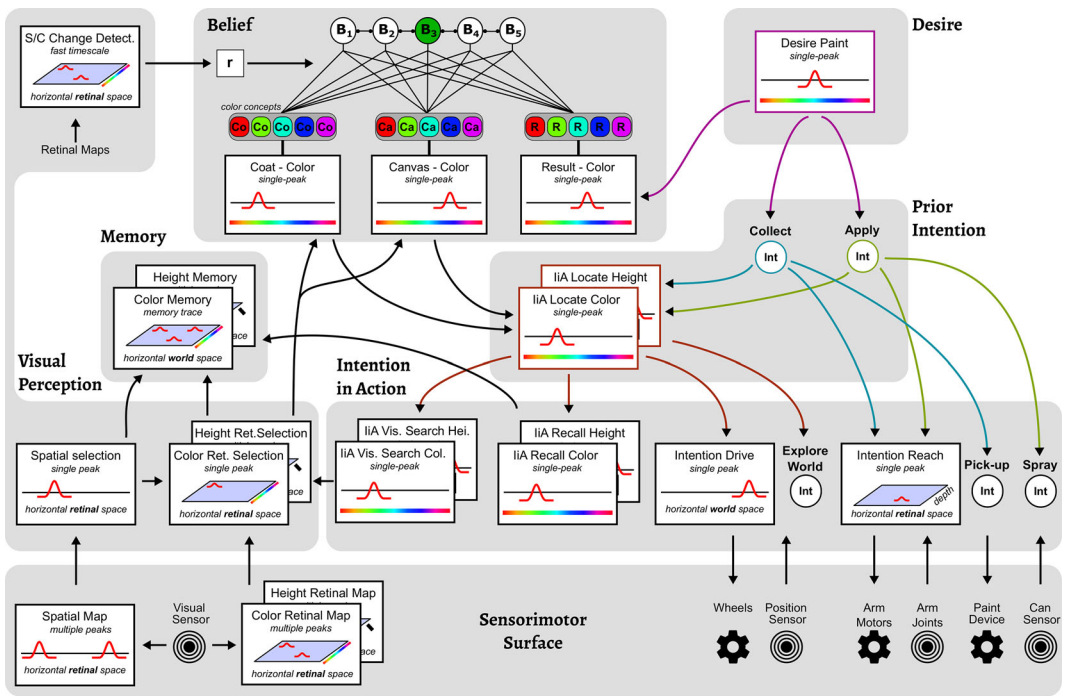 S/C Change Detect.
fast timescale
horizontal retinal space
Retinal Maps
r
Belief
B1
B2
B3
B4
B5
color concepts
Co Co Co Co Co
Ca Ca Ca Ca Ca
R R R R R
Coat - Color
single-peak
Canvas - Color
single-peak
Result - Color
single-peak
Desire
Desire Paint
single-peak
Prior
Intention
Collect
Int
Apply
Int
Memory
Height Memory
Color Memory
memory trace
horizontal world space
ace
IiA Locate Height
IiA Locate Color
single-peak
Visual
Perception
Intention
in Action
Spatial selection
single peak
horizontal retinal space
Height Ret.Selection
Color Ret. Selection
single peak
horizontal retinal space
ace
IiA Vis. Search Hei.
IiA Vis. Search Col.
single-peak
IiA Recall Height
IiA Recall Color
single-peak
Intention Drive
single peak
horizontal world space
Explore
World
Int
Intention Reach
single peak
depth
horizontal retinal space
Pick-up
Int
Spray
Int
Sensorimotor
Surface
Spatial Map
multiple peaks
horizontal retinal space
Visual
Sensor
Height Retinal Map
Color Retinal Map
multiple peaks
horizontal retinal space
ace
Wheels
Position
Sensor
Arm
Motors
Arm
Joints
Paint
Device
Can
Sensor